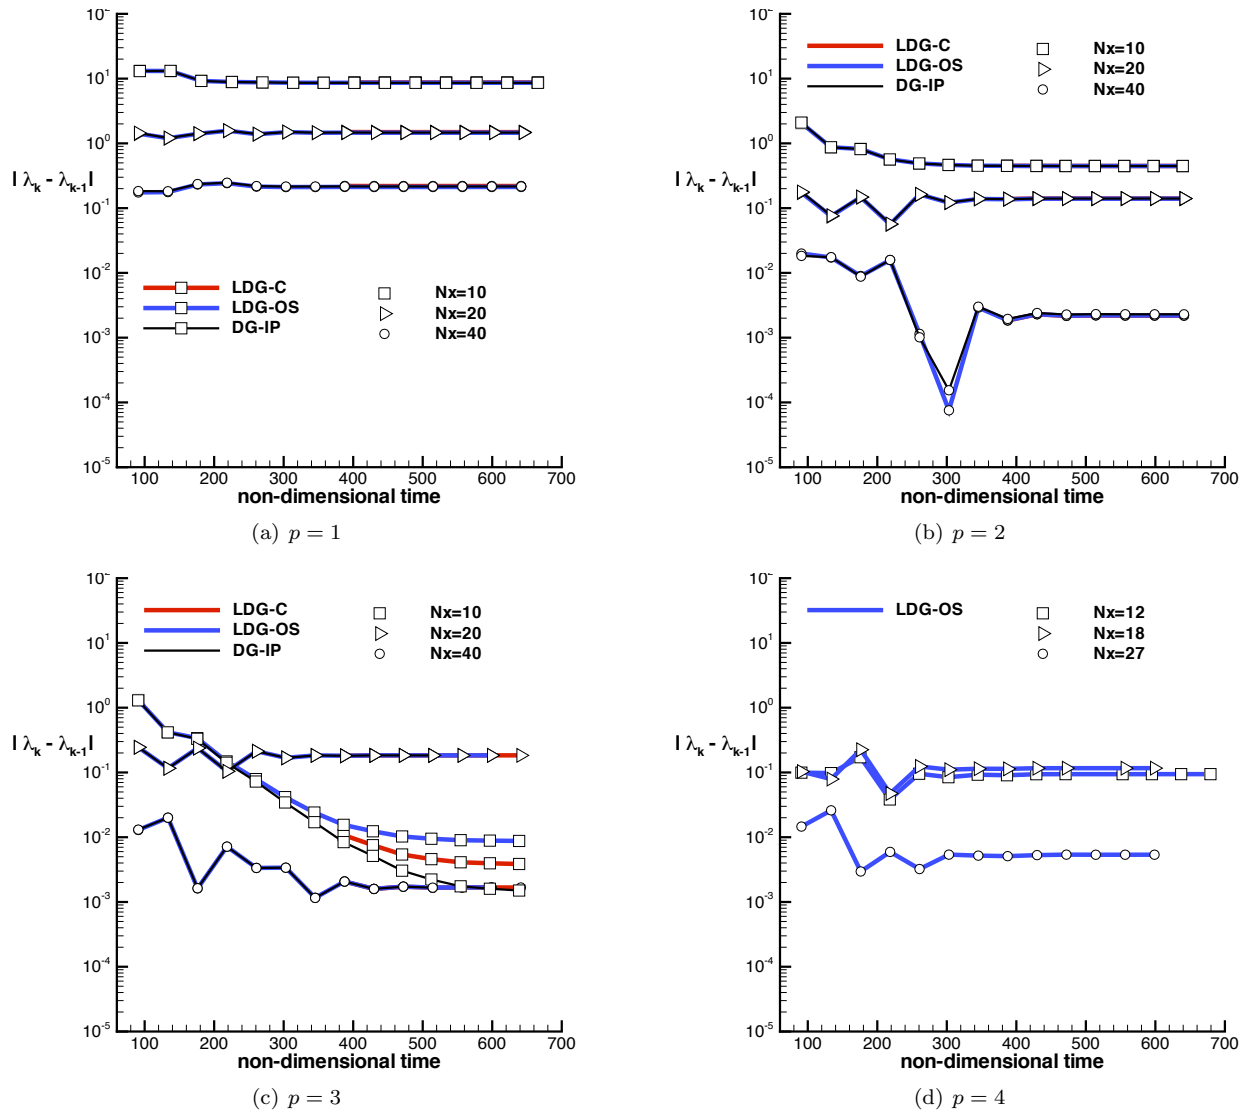 10²
10¹
10⁰
10⁻¹
10⁻²
10⁻³
10⁻⁴
10⁻⁵
| λₖ - λₖ₋₁|
LDG-C
LDG-OS
DG-IP
Nx=10
Nx=20
Nx=40
100 200 300 400 500 600 700
non-dimensional time
(a) p = 1
10²
10¹
10⁰
10⁻¹
10⁻²
10⁻³
10⁻⁴
10⁻⁵
| λₖ - λₖ₋₁|
LDG-C
LDG-OS
DG-IP
Nx=10
Nx=20
Nx=40
100 200 300 400 500 600 700
non-dimensional time
(b) p = 2
10²
10¹
10⁰
10⁻¹
10⁻²
10⁻³
10⁻⁴
10⁻⁵
| λₖ - λₖ₋₁|
LDG-C
LDG-OS
DG-IP
Nx=10
Nx=20
Nx=40
100 200 300 400 500 600 700
non-dimensional time
(c) p = 3
10²
10¹
10⁰
10⁻¹
10⁻²
10⁻³
10⁻⁴
10⁻⁵
| λₖ - λₖ₋₁|
LDG-OS
Nx=12
Nx=18
Nx=27
100 200 300 400 500 600 700
non-dimensional time
(d) p = 4